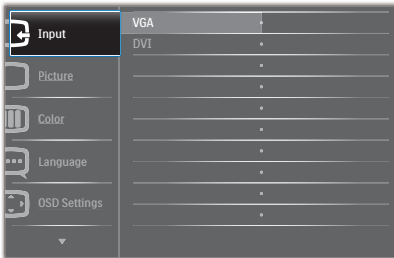 Input
VGA
DVI
Picture
Color
Language
OSD Settings